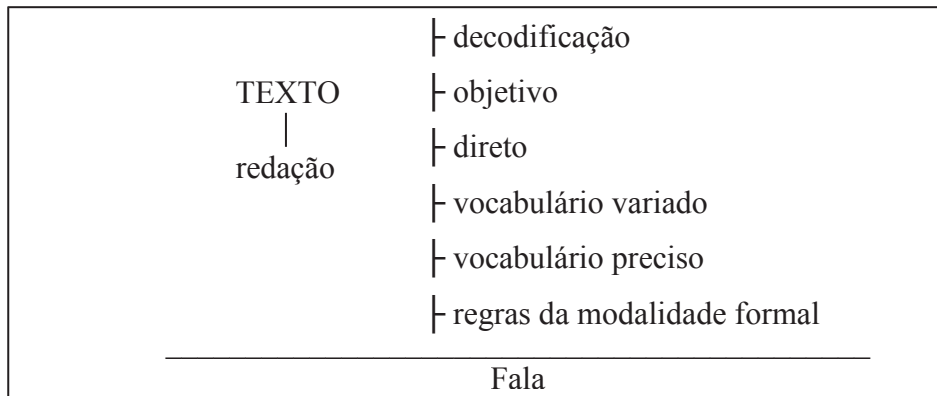 decodificação
TEXTO
objetivo
direto
redação
vocabulário variado
vocabulário preciso
regras da modalidade formal
Fala